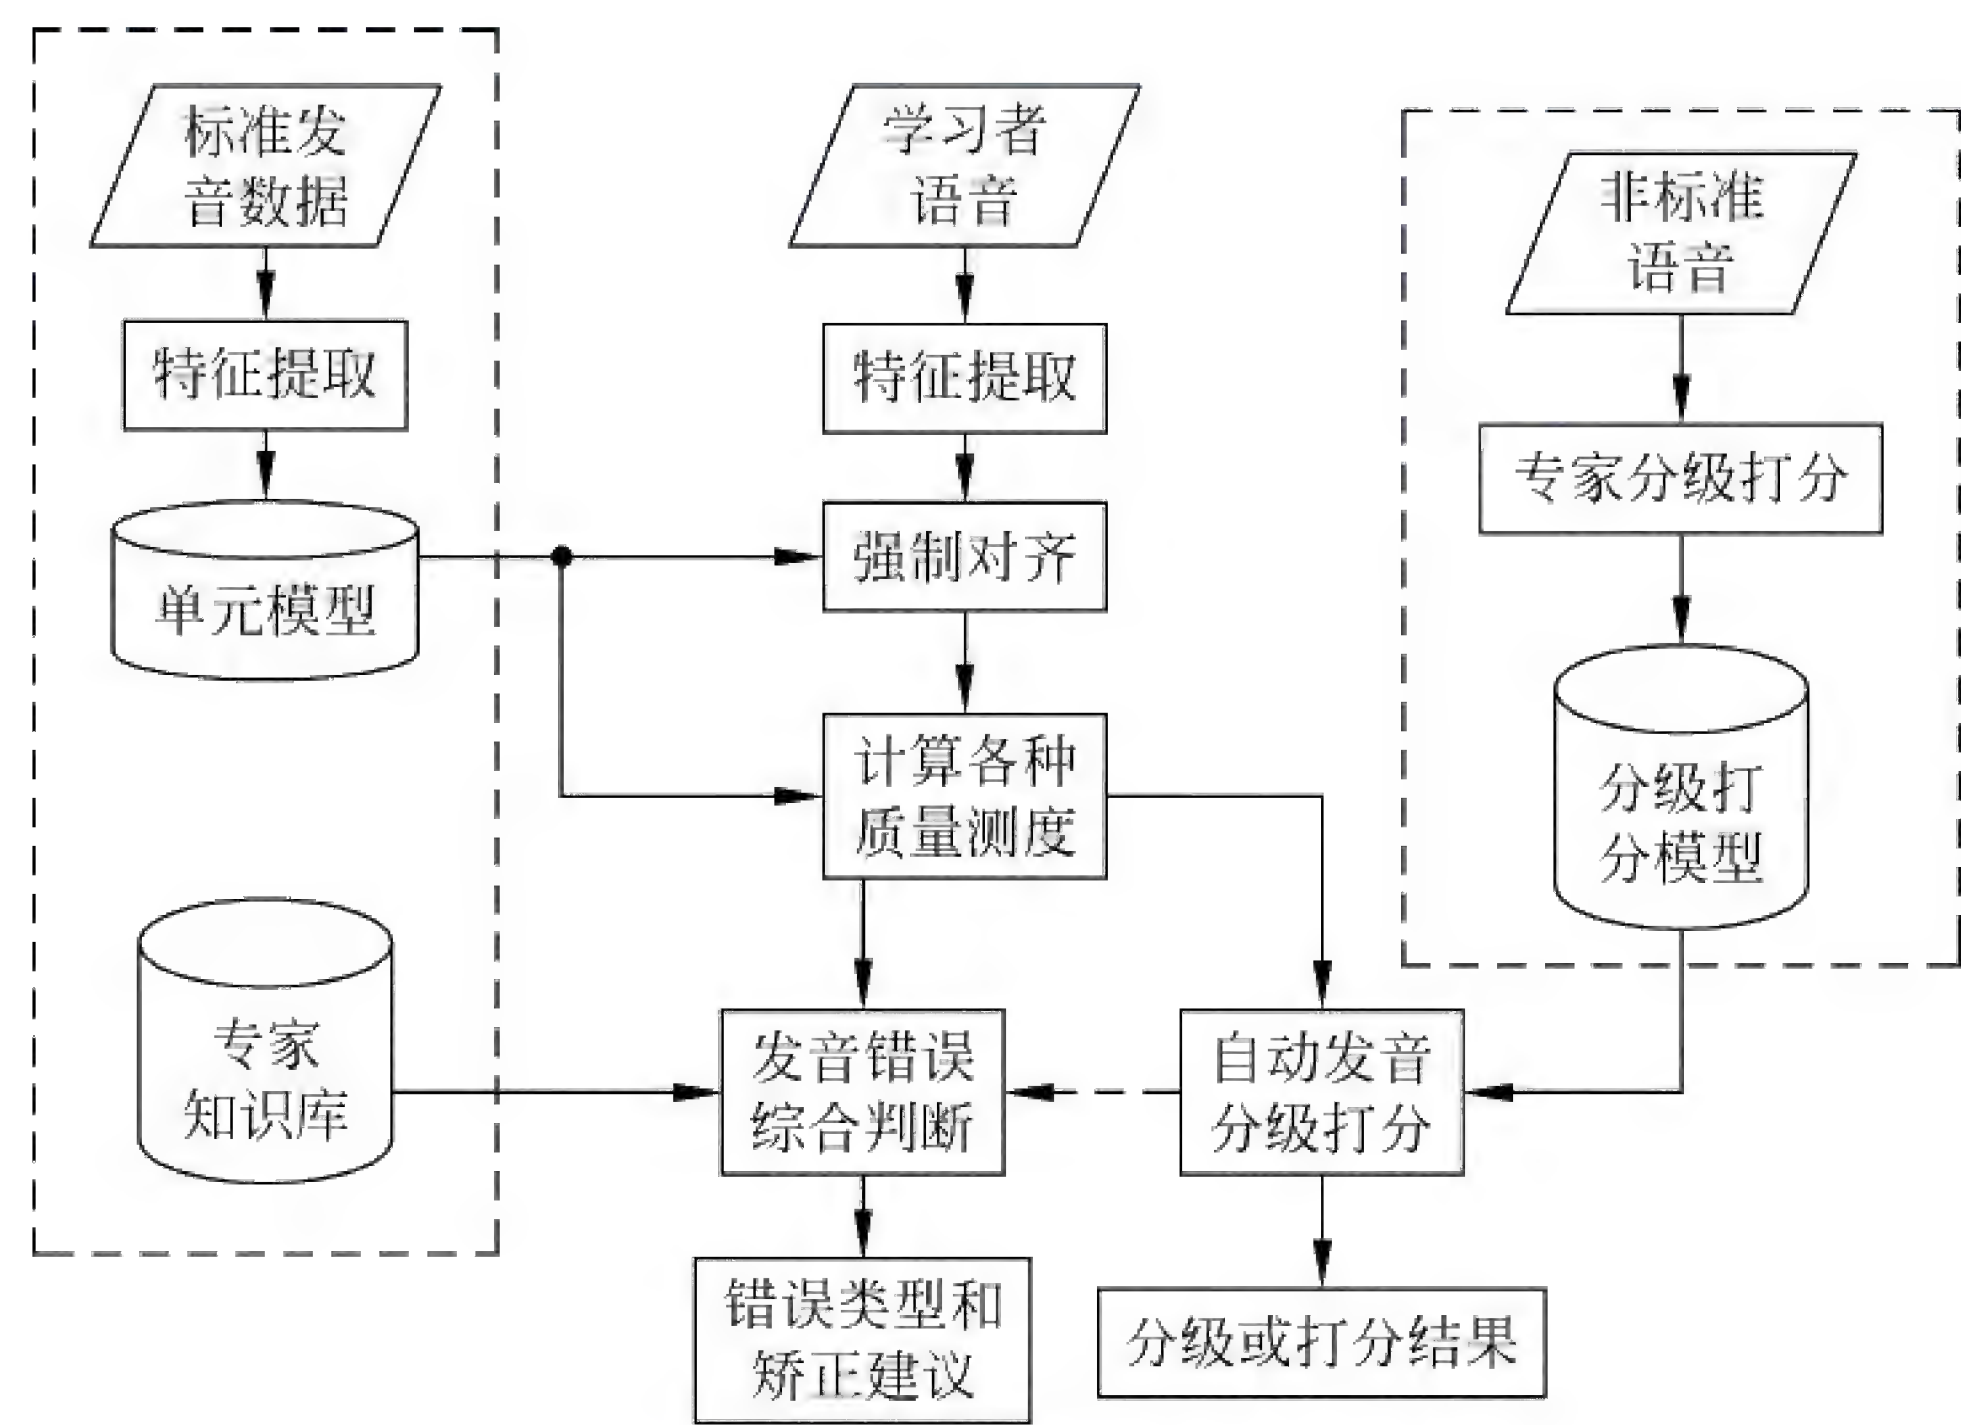 标准发
音数据
特征提取
单元模型
专家
知识库
学习者
语音
特征提取
强制对齐
计算各种
质量测度
发音错误
综合判断
错误类型和
矫正建议
自动发音
分级打分
分级或打分结果
非标准
语音
专家分级打分
分级打
分模型